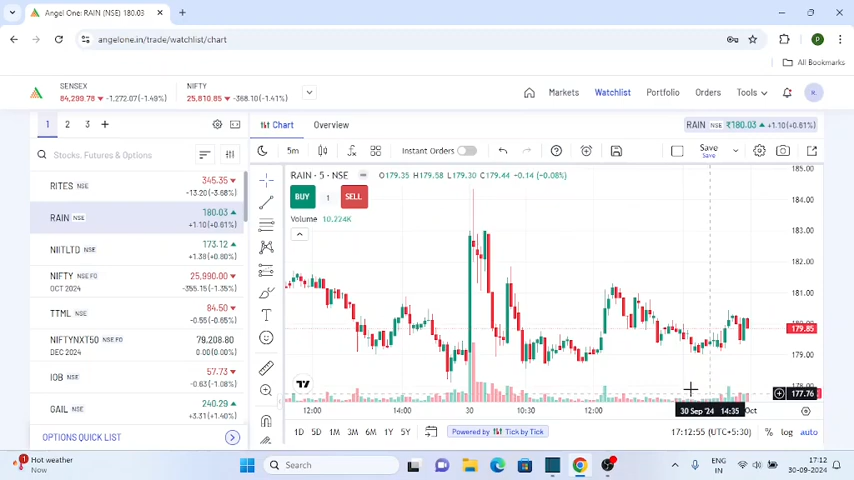 Angel One: RAIN (NSE) 180.03
angelone.in/trade/watchlist/chart
All Bookmarks
SENSEX
84,299.78 -1,272.07(-1.49%)
NIFTY
25,810.85 -368.10(-1.41%)
Markets Watchlist Portfolio Orders Tools
1 2 3 +
Chart Overview
RAIN NSE ₹180.03 +1.10(+0.61%)
Stocks. Futures & Options
5m Instant Orders Save
Save
RITES NSE 345.35
-13.20(-3.68%)
RAIN NSE 180.03
+1.10(+0.61%)
NIITLTD NSE 173.12
+1.38(+0.80%)
NIFTY NSE FO 25,990.00
OCT 2024 -355.15(-1.35%)
TTML NSE 84.50
-0.55(-0.65%)
NIFTYNXT50 NSE FO 79,208.80
DEC 2024 0.00(0.00%)
IOB NSE 57.73
-0.63(-1.08%)
GAIL NSE 240.29
+3.31(+1.40%)
OPTIONS QUICK LIST
RAIN · 5 · NSE O179.35 H179.58 L179.30 C179.44 -0.14 (-0.08%)
BUY 1 SELL
Volume 10.224K
185.00
184.00
183.00
182.00
181.00
179.85
179.00
177.76
12:00 14:00 30 10:30 12:00 30 Sep '24 14:35 Oct
1D 5D 1M 3M 6M 1Y 5Y Powered by Tick by Tick 17:12:55 (UTC+5:30) % log auto
Hot weather
Now
Search
ENG
IN
17:12
30-09-2024